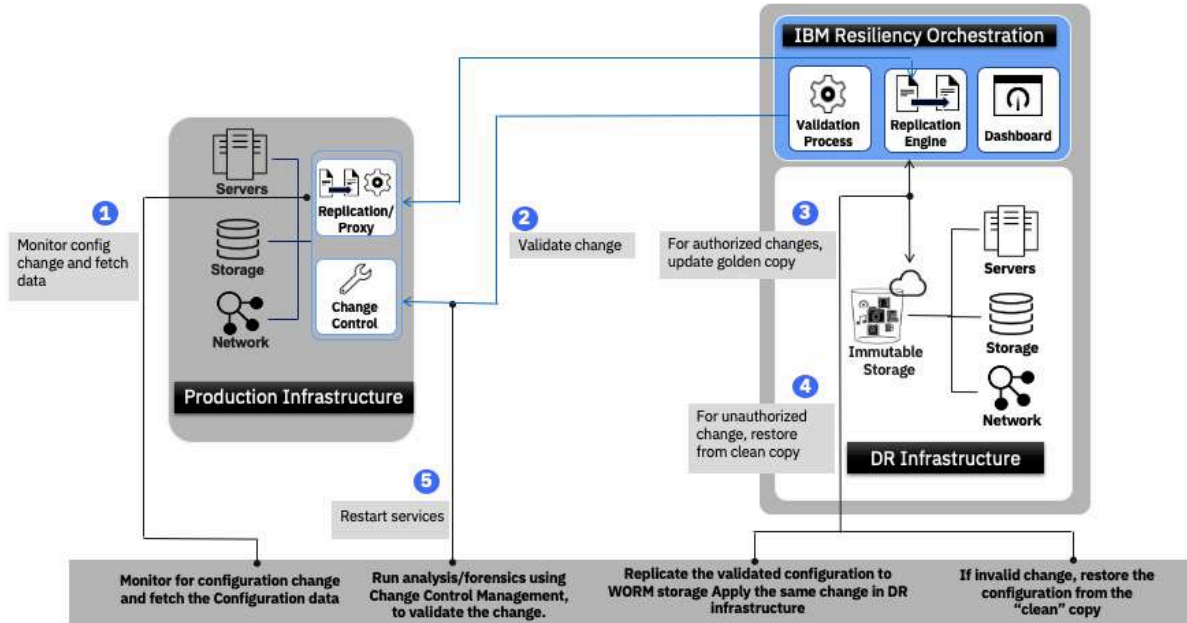 IBM Resiliency Orchestration
Validation
Process
Replication
Engine
Dashboard
Servers
Storage
Network
Replication/
Proxy
Change
Control
Production Infrastructure
1
Monitor config
change and fetch
data
2
Validate change
3
For authorized changes,
update golden copy
Immutable
Storage
Servers
Storage
Network
DR Infrastructure
4
For unauthorized
change, restore
from clean copy
5
Restart services
Monitor for configuration change
and fetch the Configuration data
Run analysis/forensics using
Change Control Management,
to validate the change.
Replicate the validated configuration to
WORM storage Apply the same change in DR
infrastructure
If invalid change, restore the
configuration from the
“clean” copy